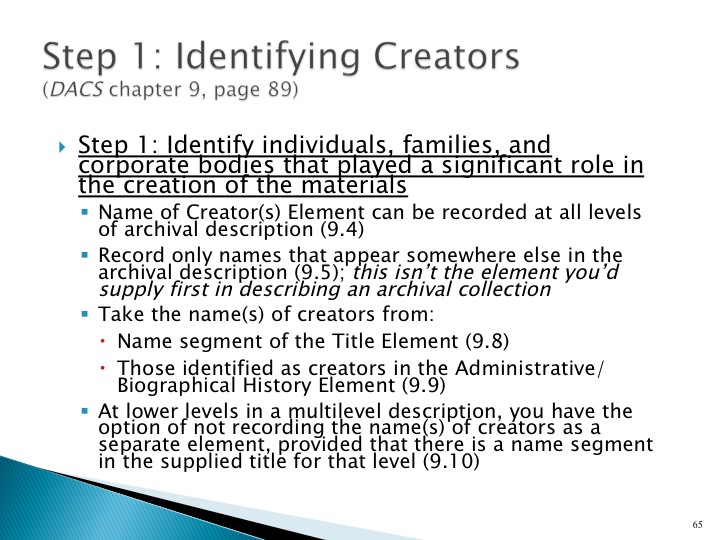 Step 1: Identifying Creators
(DACS chapter 9, page 89)
Step 1: Identify individuals, families, and
corporate bodies that played a significant role in
the creation of the materials
Name of Creator(s) Element can be recorded at all levels
of archival description (9.4)
Record only names that appear somewhere else in the
archival description (9.5); this isn't the element you'd
supply first in describing an archival collection
Take the name(s) of creators from:
Name segment of the Title Element (9.8)
Those identified as creators in the Administrative/
Biographical History Element (9.9)
At lower levels in a multilevel description, you have the
option of not recording the name(s) of creators as a
separate element, provided that there is a name segment
in the supplied title for that level (9.10)
65